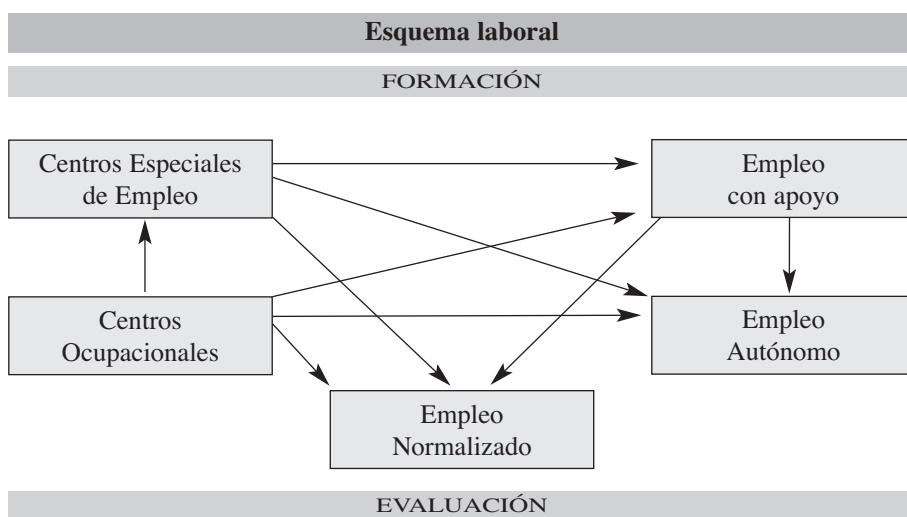 Esquema laboral
FORMACIÓN
Centros Especiales
de Empleo
Empleo
con apoyo
Centros
Ocupacionales
Empleo
Autónomo
Empleo
Normalizado
EVALUACIÓN